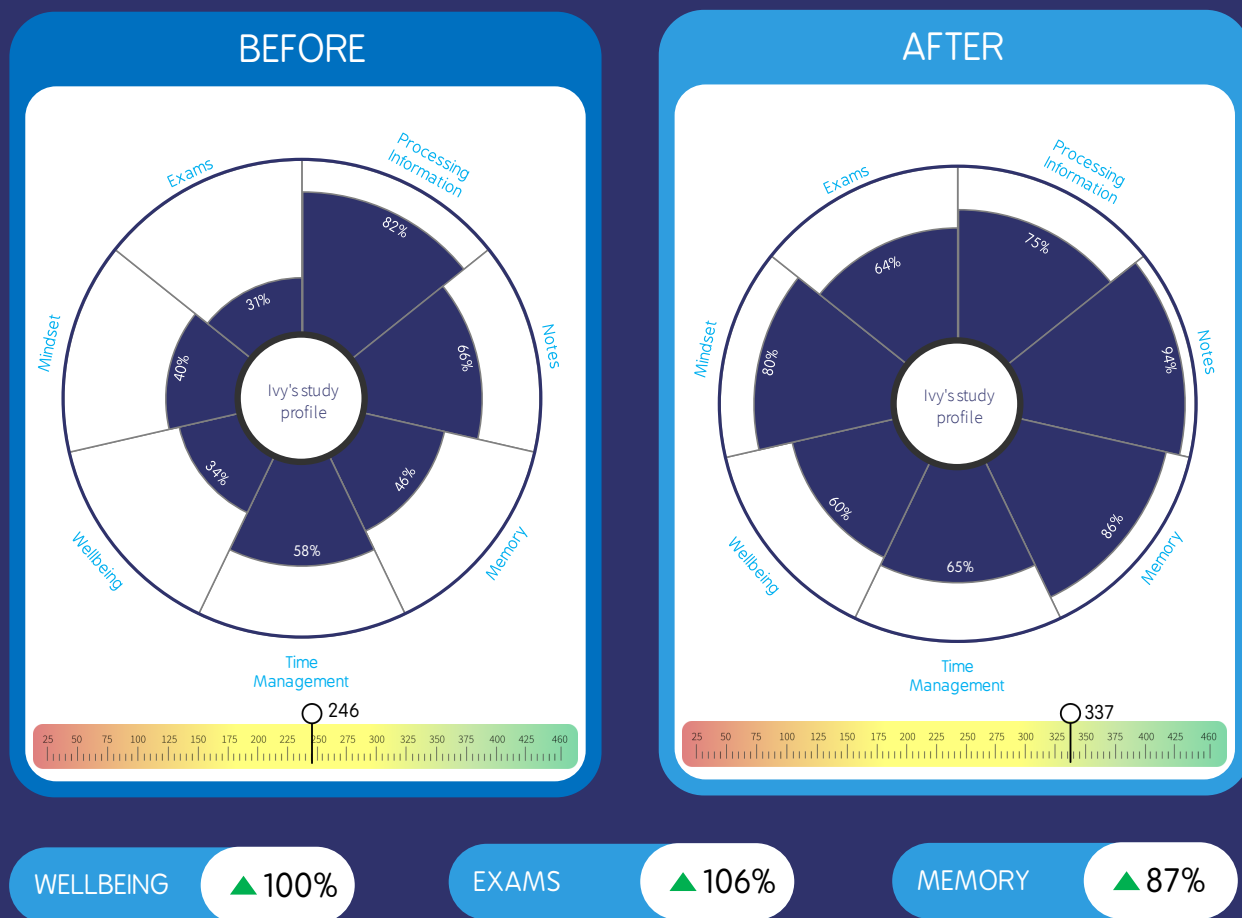 BEFORE
Processing
Information
82%
Notes
66%
Memory
46%
Time
Management
58%
Wellbeing
34%
Mindset
40%
Exams
31%
Ivy's study
profile
246
25 50 75 100 125 150 175 200 225 250 275 300 325 350 375 400 425 460
AFTER
Processing
Information
75%
Notes
94%
Memory
86%
Time
Management
65%
Wellbeing
60%
Mindset
80%
Exams
64%
Ivy's study
profile
337
25 50 75 100 125 150 175 200 225 250 275 300 325 350 375 400 425 460
WELLBEING 100%
EXAMS 106%
MEMORY 87%